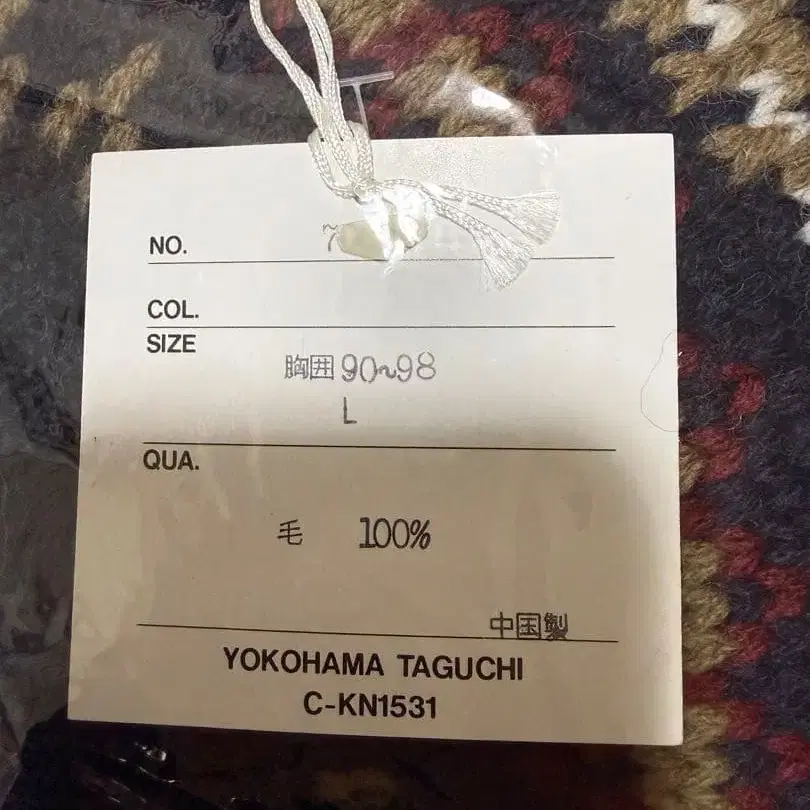 NO.
COL.
SIZE
胸囲 90~98
L
QUA.
毛 100%
中国製
YOKOHAMA TAGUCHI
C-KN1531